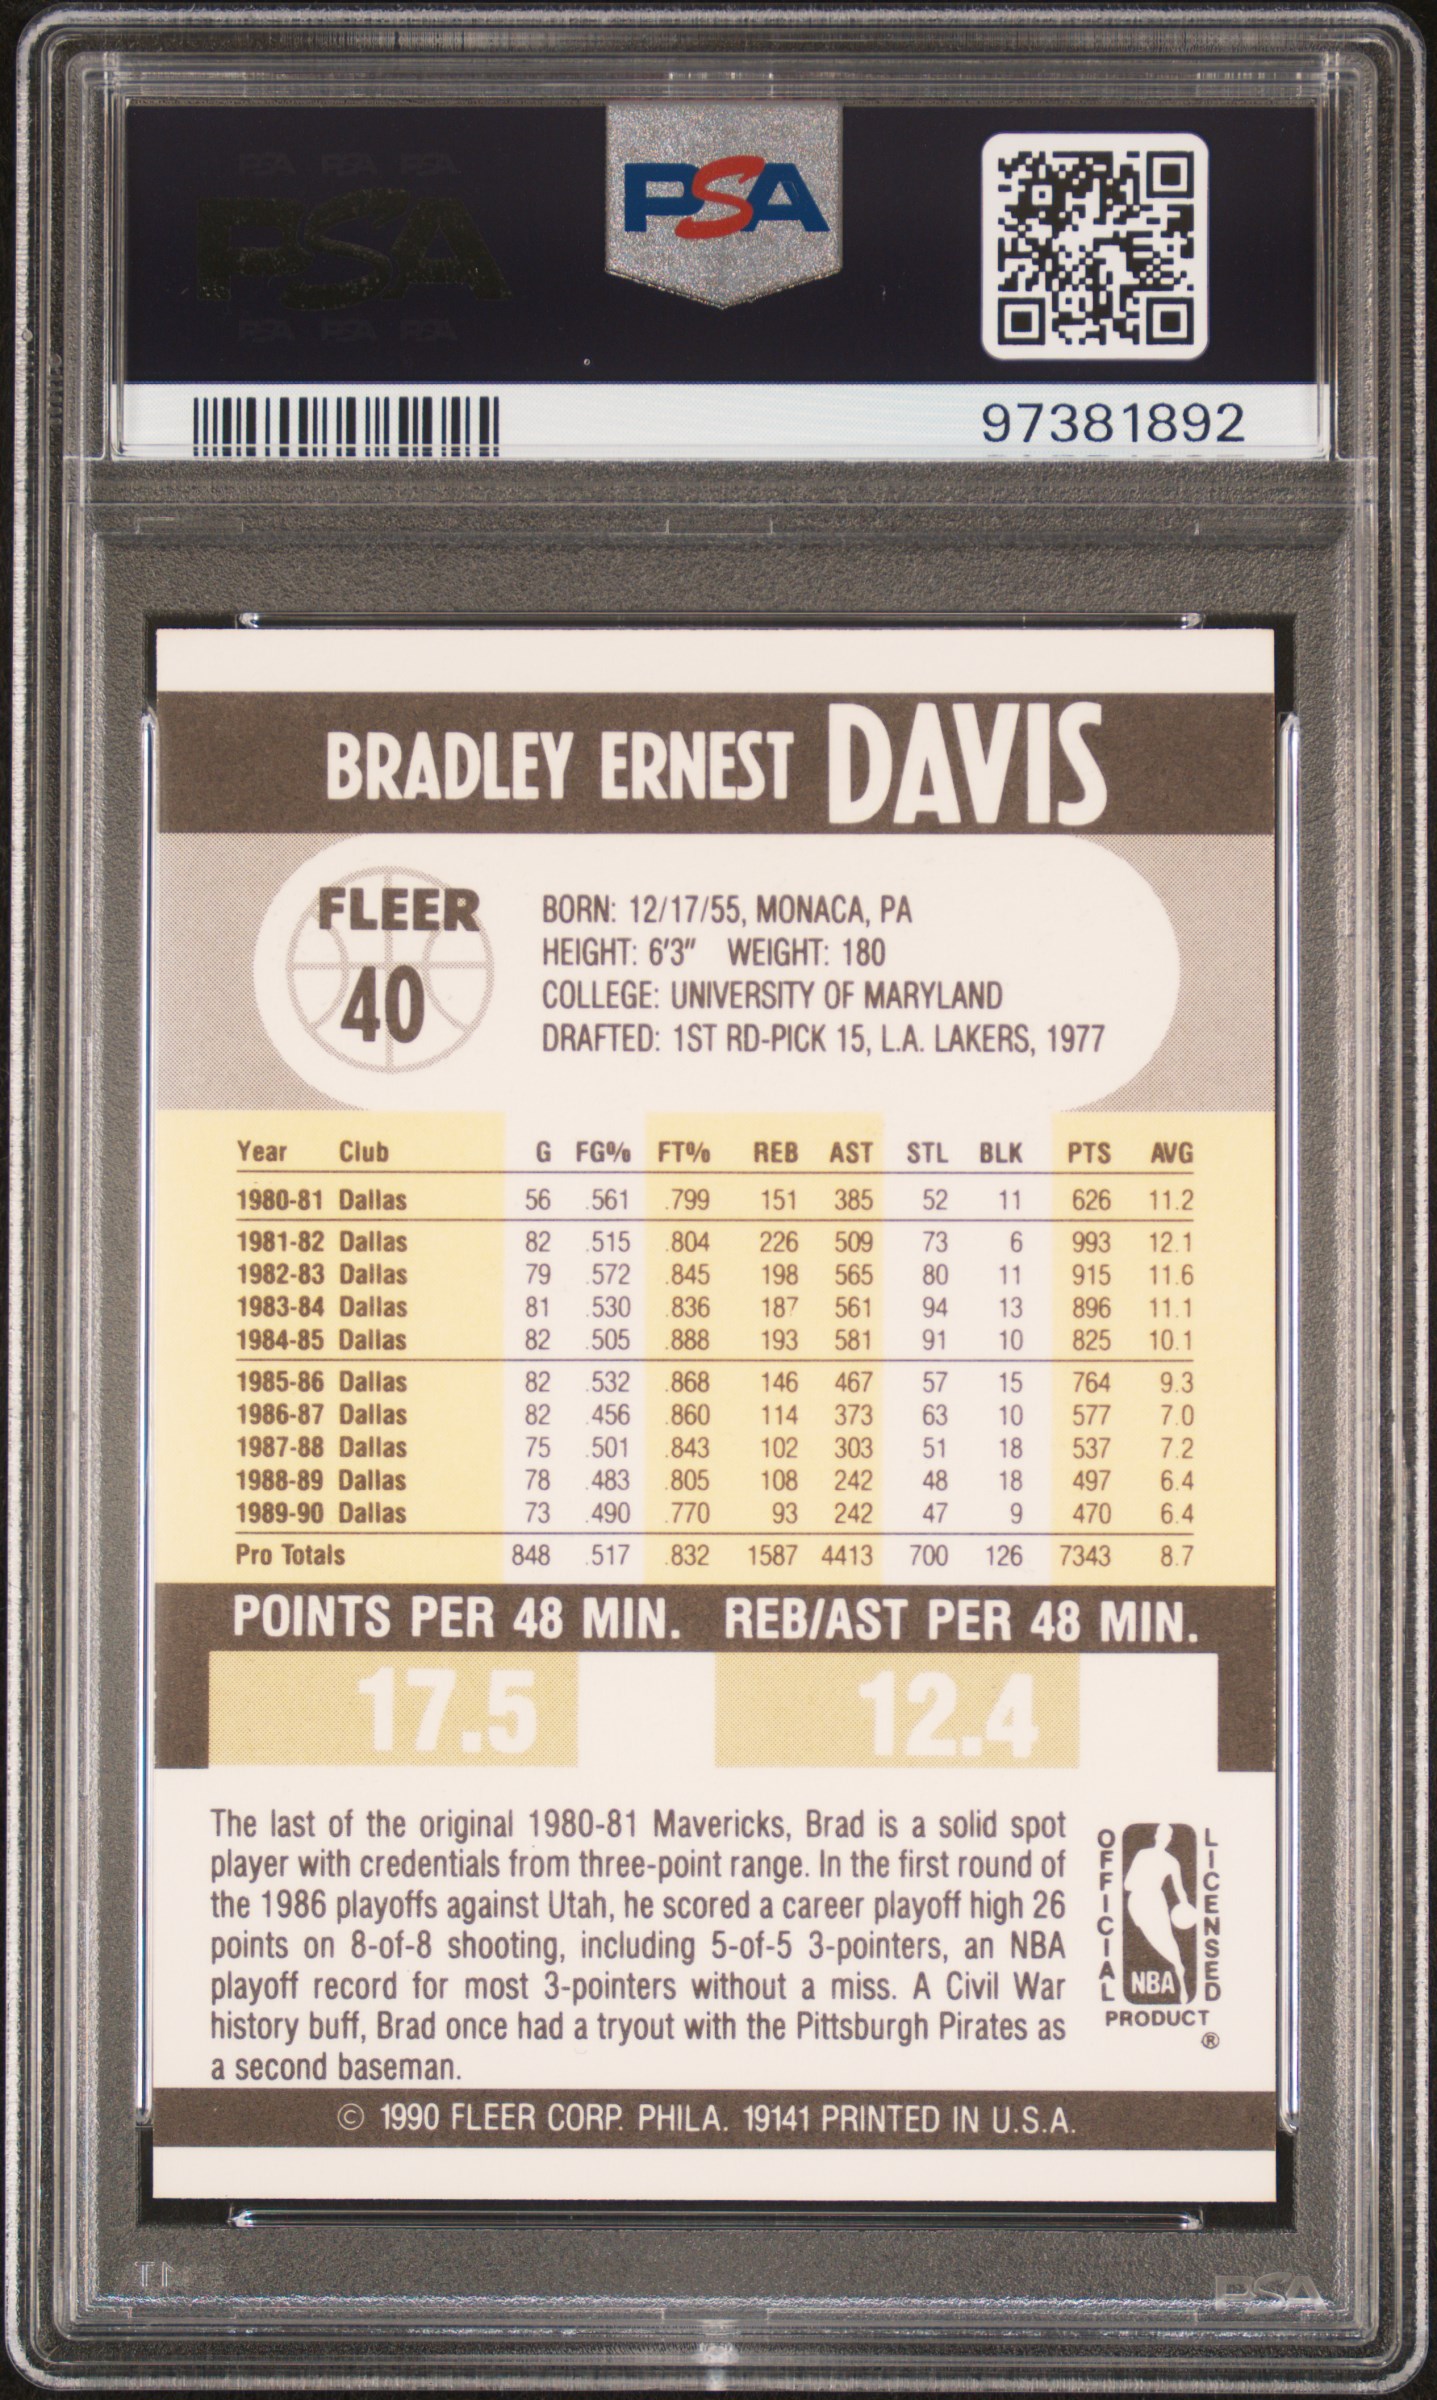 PSA PSA PSA
PSA
PSA PSA PSA
PSA
97381892
BRADLEY ERNEST DAVIS
FLEER
40
BORN: 12/17/55, MONACA, PA
HEIGHT: 6'3" WEIGHT: 180
COLLEGE: UNIVERSITY OF MARYLAND
DRAFTED: 1ST RD-PICK 15, L.A. LAKERS, 1977
Year Club G FG% FT% REB AST STL BLK PTS AVG
1980-81 Dallas 56 .561 .799 151 385 52 11 626 11.2
1981-82 Dallas 82 .515 .804 226 509 73 6 993 12.1
1982-83 Dallas 79 .572 .845 198 565 80 11 915 11.6
1983-84 Dallas 81 .530 .836 187 561 94 13 896 11.1
1984-85 Dallas 82 .505 .888 193 581 91 10 825 10.1
1985-86 Dallas 82 .532 .868 146 467 57 15 764 9.3
1986-87 Dallas 82 .456 .860 114 373 63 10 577 7.0
1987-88 Dallas 75 .501 .843 102 303 51 18 537 7.2
1988-89 Dallas 78 .483 .805 108 242 48 18 497 6.4
1989-90 Dallas 73 .490 .770 93 242 47 9 470 6.4
Pro Totals 848 .517 .832 1587 4413 700 126 7343 8.7
POINTS PER 48 MIN. REB/AST PER 48 MIN.
17.5 12.4
The last of the original 1980-81 Mavericks, Brad is a solid spot
player with credentials from three-point range. In the first round of
the 1986 playoffs against Utah, he scored a career playoff high 26
points on 8-of-8 shooting, including 5-of-5 3-pointers, an NBA
playoff record for most 3-pointers without a miss. A Civil War
history buff, Brad once had a tryout with the Pittsburgh Pirates as
a second baseman.
OFFICIAL
LICENSED
NBA
PRODUCT
®
© 1990 FLEER CORP. PHILA. 19141 PRINTED IN U.S.A.
PSA